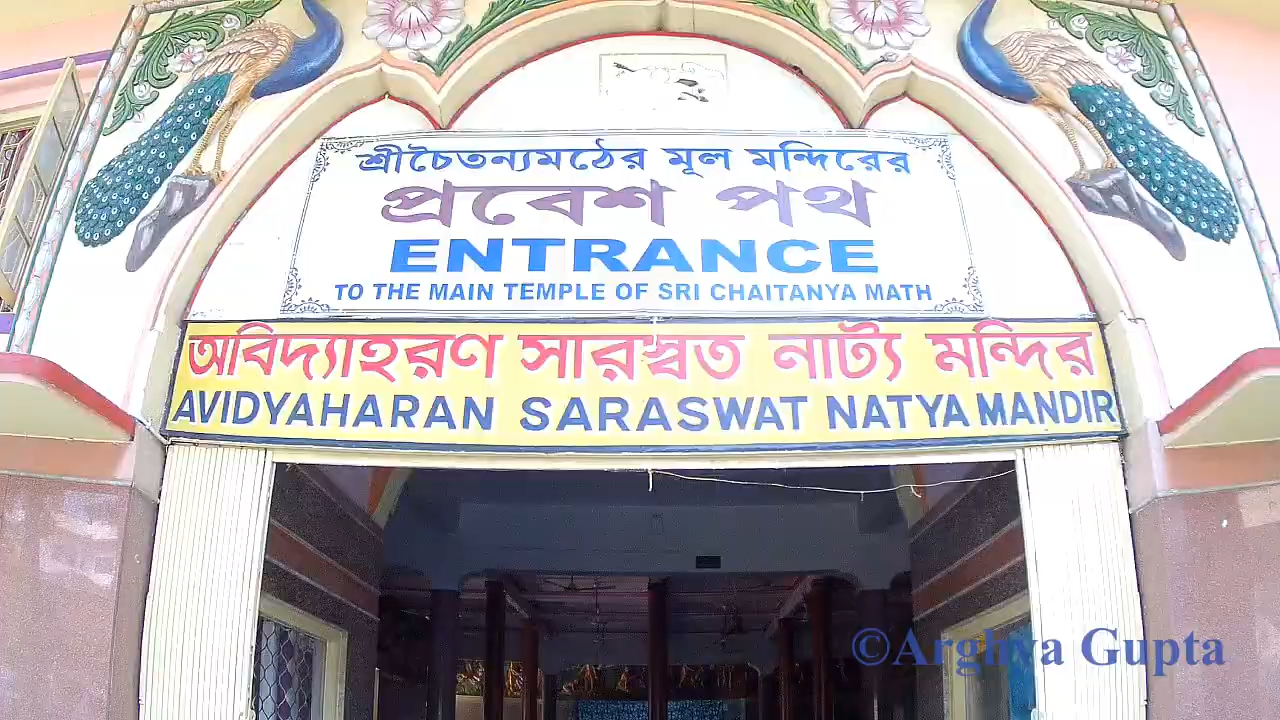 শ্রীচৈতন্যমঠের মূল মন্দিরের
প্রবেশ পথ
ENTRANCE
TO THE MAIN TEMPLE OF SRI CHAITANYA MATH
অবিদ্যাহরণ সারস্বত নাট্য মন্দির
AVIDYAHARAN SARASWAT NATYA MANDIR
©Arghya Gupta